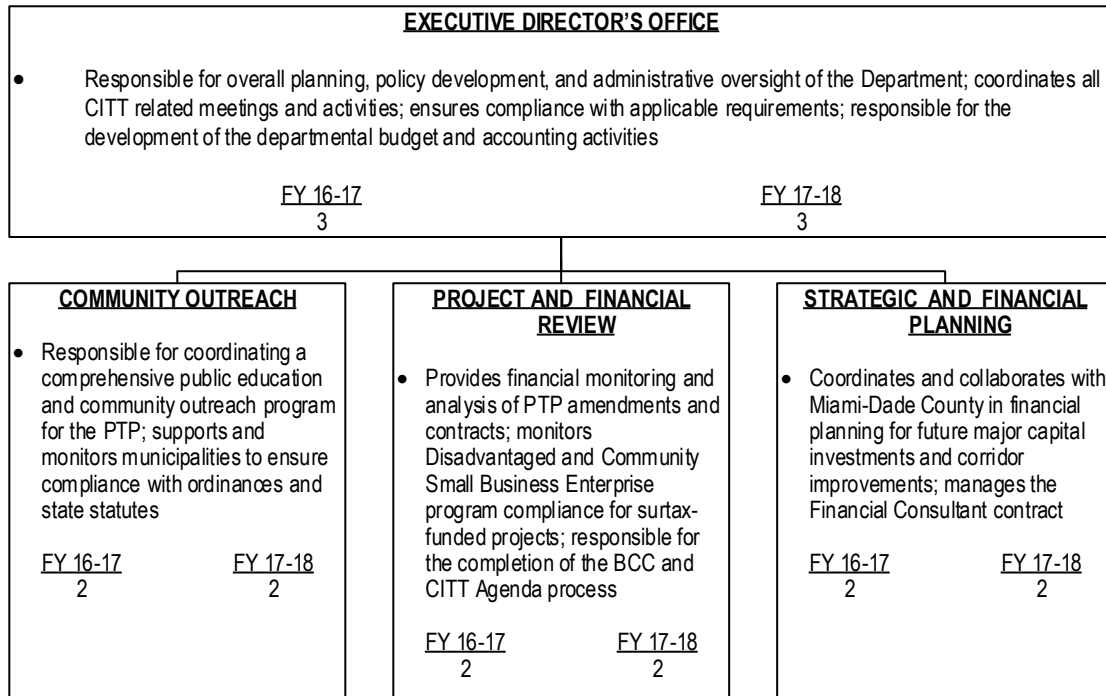 EXECUTIVE DIRECTOR'S OFFICE
• Responsible for overall planning, policy development, and administrative oversight of the Department; coordinates all
CITT related meetings and activities; ensures compliance with applicable requirements; responsible for the
development of the departmental budget and accounting activities
FY 16-17 FY 17-18
3 3
COMMUNITY OUTREACH
• Responsible for coordinating a
comprehensive public education
and community outreach program
for the PTP; supports and
monitors municipalities to ensure
compliance with ordinances and
state statutes
FY 16-17 FY 17-18
2 2
PROJECT AND FINANCIAL
REVIEW
• Provides financial monitoring and
analysis of PTP amendments and
contracts; monitors
Disadvantaged and Community
Small Business Enterprise
program compliance for surtax-
funded projects; responsible for
the completion of the BCC and
CITT Agenda process
FY 16-17 FY 17-18
2 2
STRATEGIC AND FINANCIAL
PLANNING
• Coordinates and collaborates with
Miami-Dade County in financial
planning for future major capital
investments and corridor
improvements; manages the
Financial Consultant contract
FY 16-17 FY 17-18
2 2